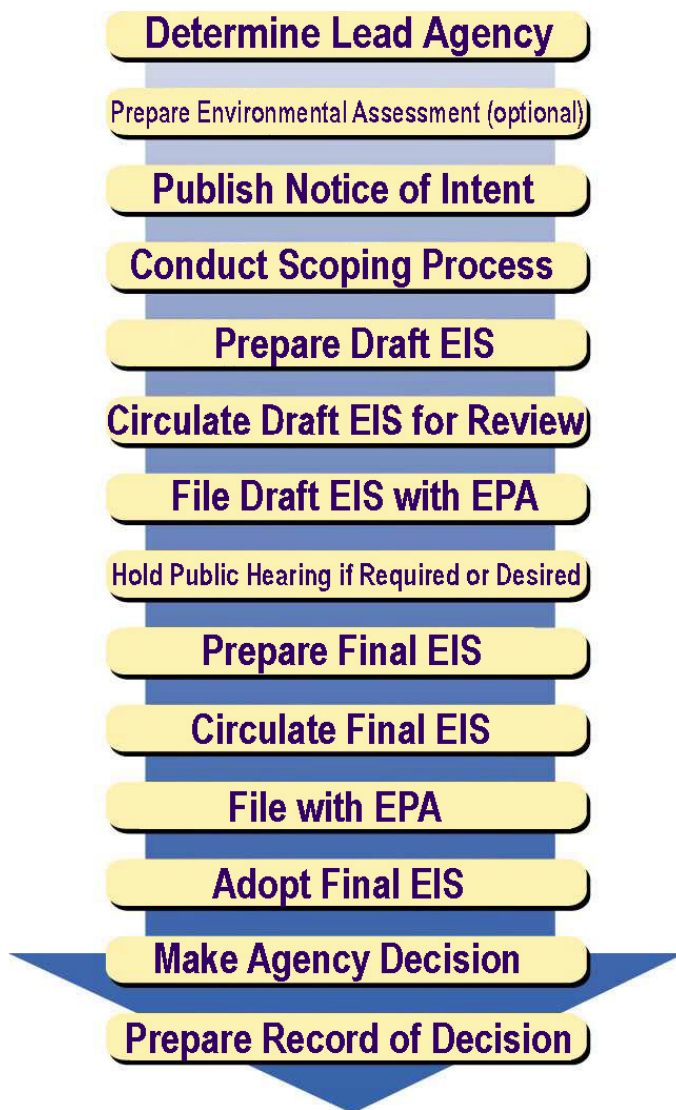 Determine Lead Agency
Prepare Environmental Assessment (optional)
Publish Notice of Intent
Conduct Scoping Process
Prepare Draft EIS
Circulate Draft EIS for Review
File Draft EIS with EPA
Hold Public Hearing if Required or Desired
Prepare Final EIS
Circulate Final EIS
File with EPA
Adopt Final EIS
Make Agency Decision
Prepare Record of Decision